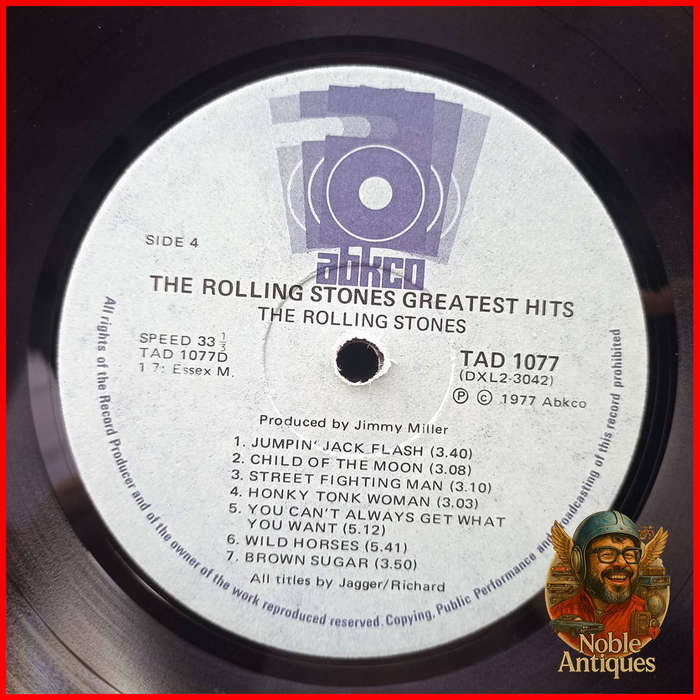 abkco
SIDE 4
THE ROLLING STONES GREATEST HITS
THE ROLLING STONES
SPEED 33 1/3
TAD 1077D
1 7: Essex M.
TAD 1077
(DXL2-3042)
Ⓟ © 1977 Abkco
Produced by Jimmy Miller
1. JUMPIN' JACK FLASH (3.40)
2. CHILD OF THE MOON (3.08)
3. STREET FIGHTING MAN (3.10)
4. HONKY TONK WOMAN (3.03)
5. YOU CAN'T ALWAYS GET WHAT
YOU WANT (5.12)
6. WILD HORSES (5.41)
7. BROWN SUGAR (3.50)
All titles by Jagger/Richard
All rights of the Record Producer and of the owner of the work reproduced reserved. Copying, Public Performance and Broadcasting of this record prohibited
Noble
Antiques